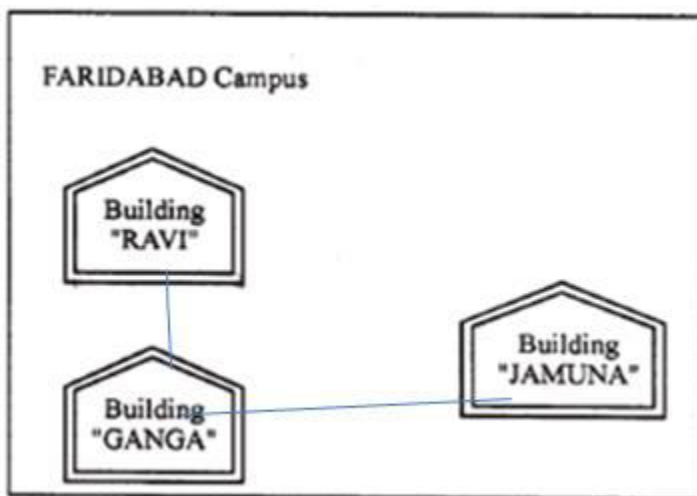 FARIDABAD Campus
Building
"RAVI"
Building
"JAMUNA"
Building
"GANGA"